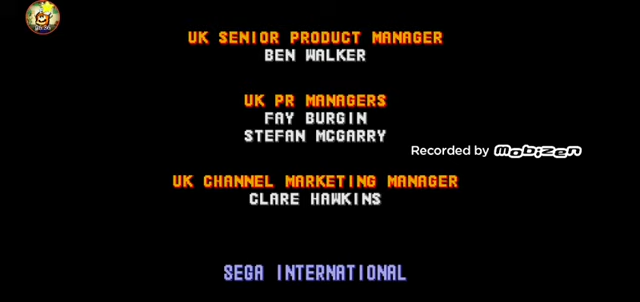 UK SENIOR PRODUCT MANAGER
BEN WALKER
UK PR MANAGERS
FAY BURGIN
STEFAN MCGARRY
Recorded by mobizen
UK CHANNEL MARKETING MANAGER
CLARE HAWKINS
SEGA INTERNATIONAL